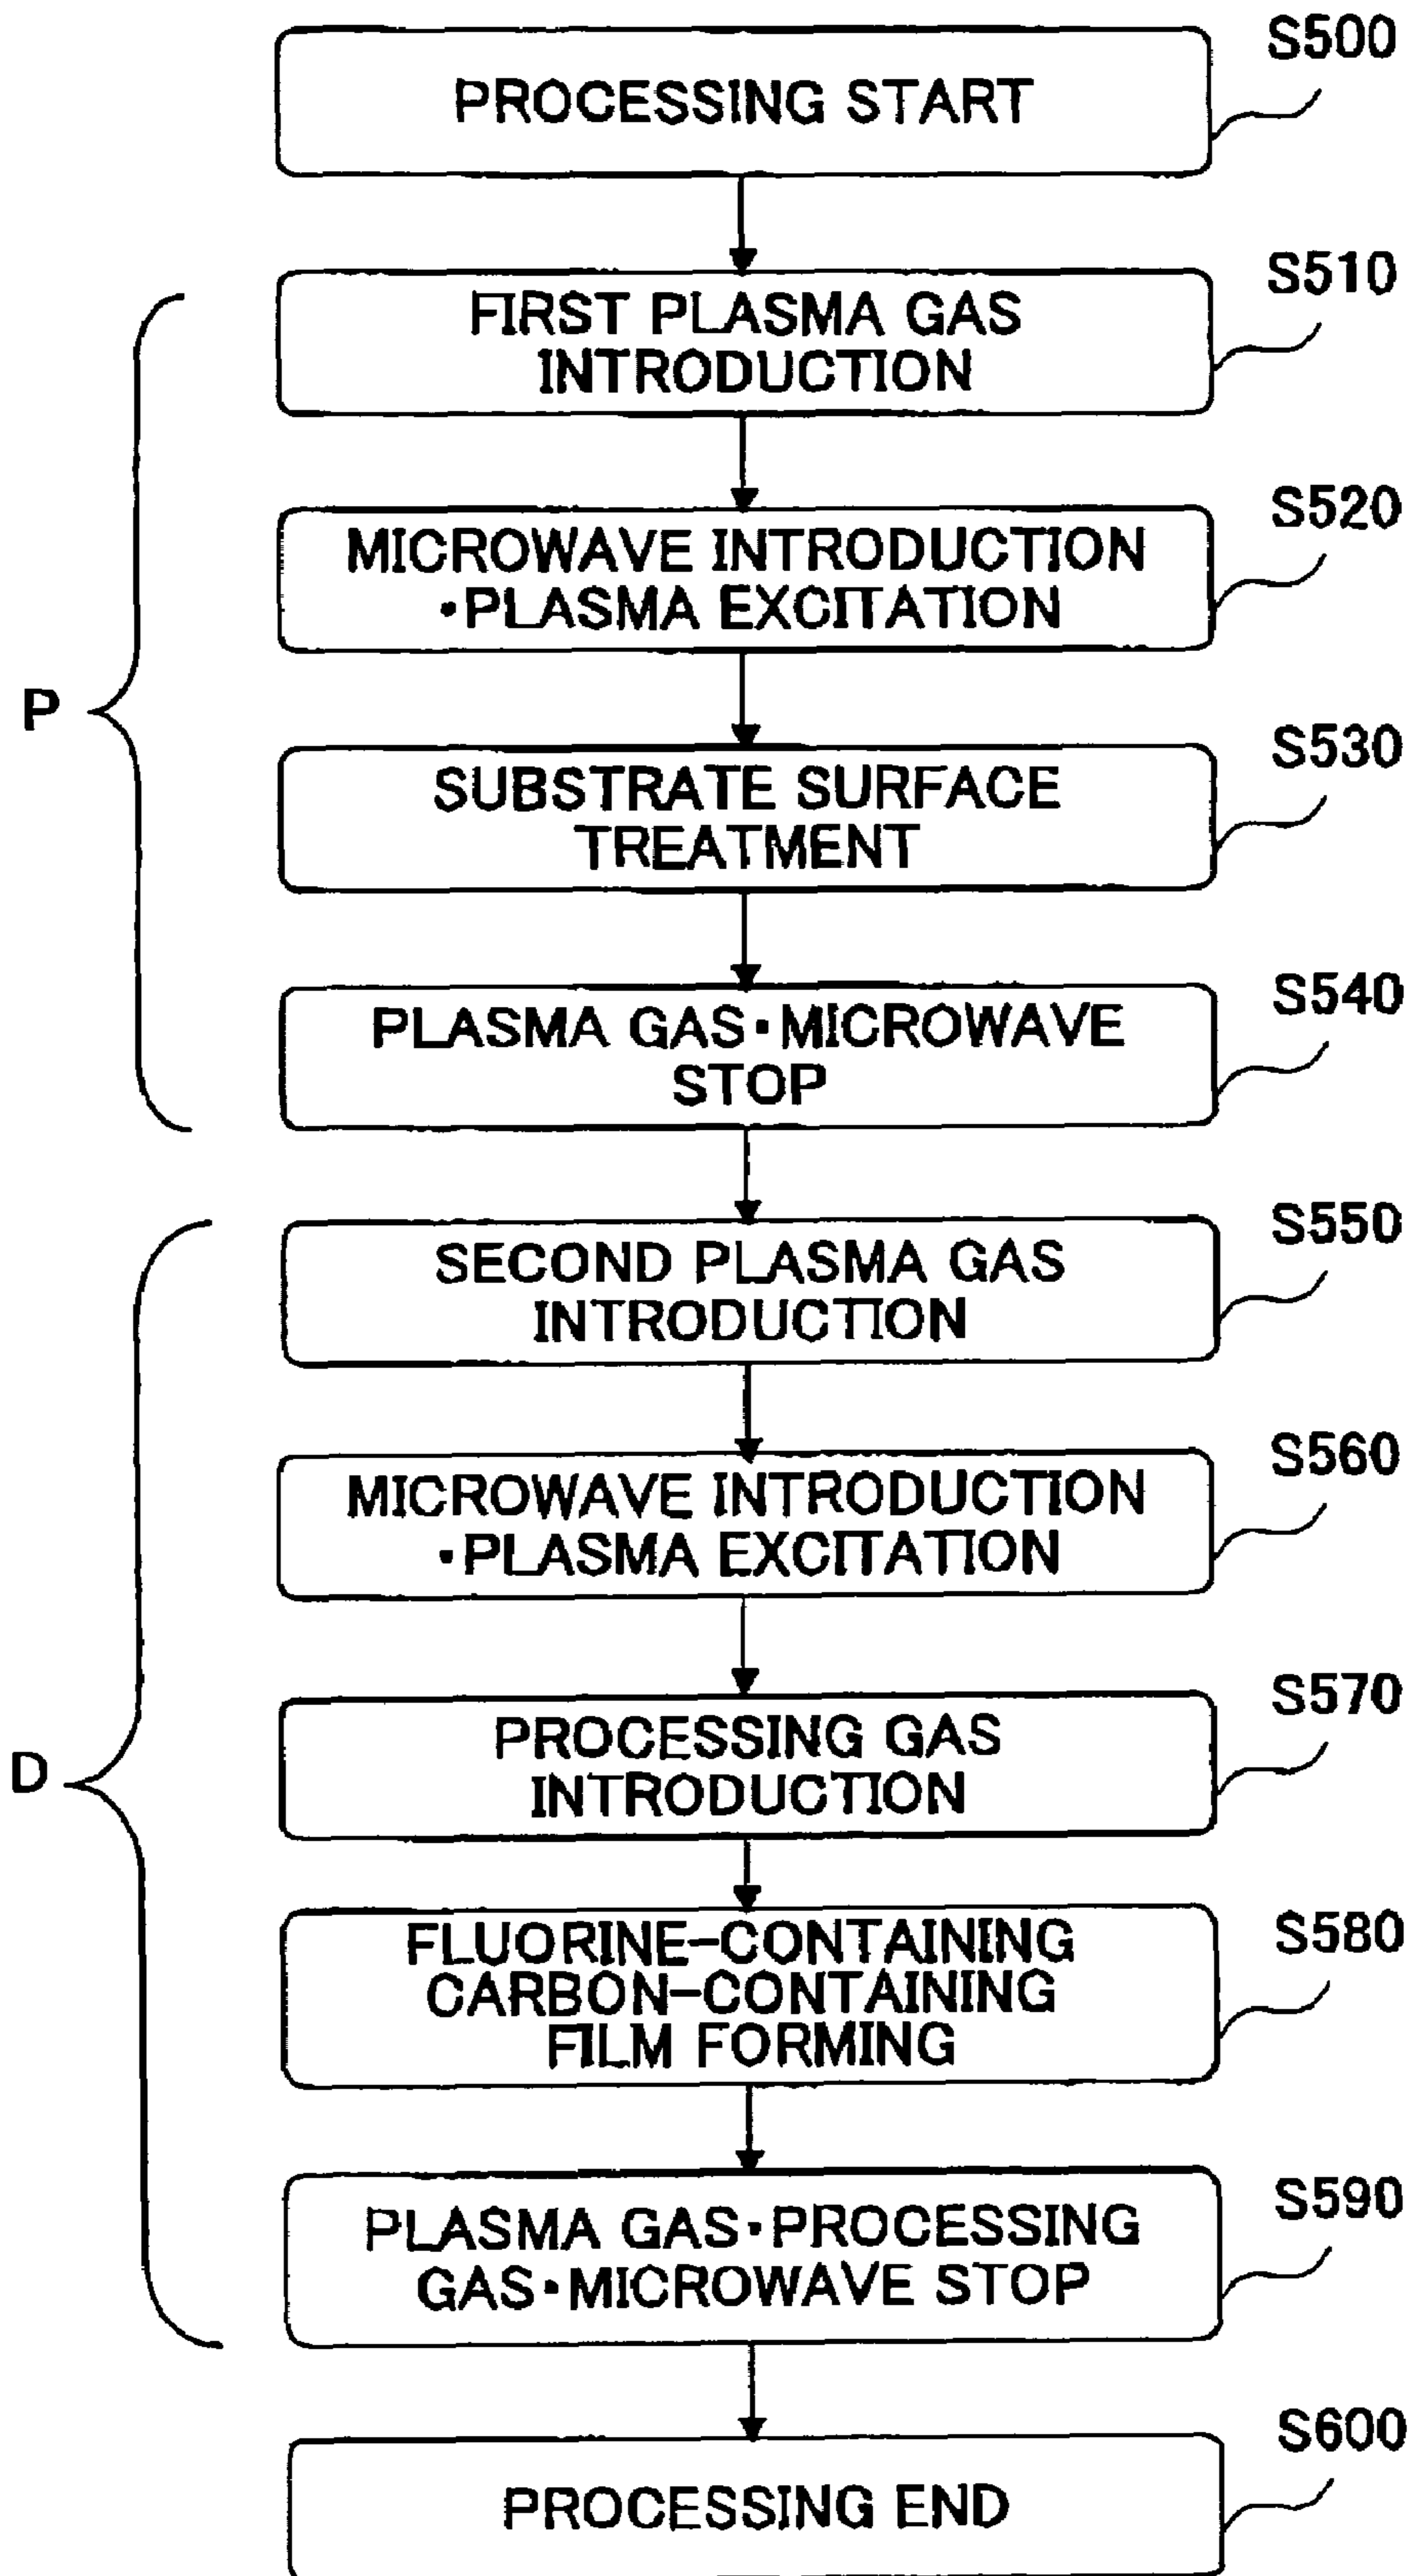 PROCESSING START
S500
FIRST PLASMA GAS
INTRODUCTION
S510
MICROWAVE INTRODUCTION
・PLASMA EXCITATION
S520
P
SUBSTRATE SURFACE
TREATMENT
S530
PLASMA GAS・MICROWAVE
STOP
S540
SECOND PLASMA GAS
INTRODUCTION
S550
MICROWAVE INTRODUCTION
・PLASMA EXCITATION
S560
D
PROCESSING GAS
INTRODUCTION
S570
FLUORINE-CONTAINING
CARBON-CONTAINING
FILM FORMING
S580
PLASMA GAS・PROCESSING
GAS・MICROWAVE STOP
S590
PROCESSING END
S600